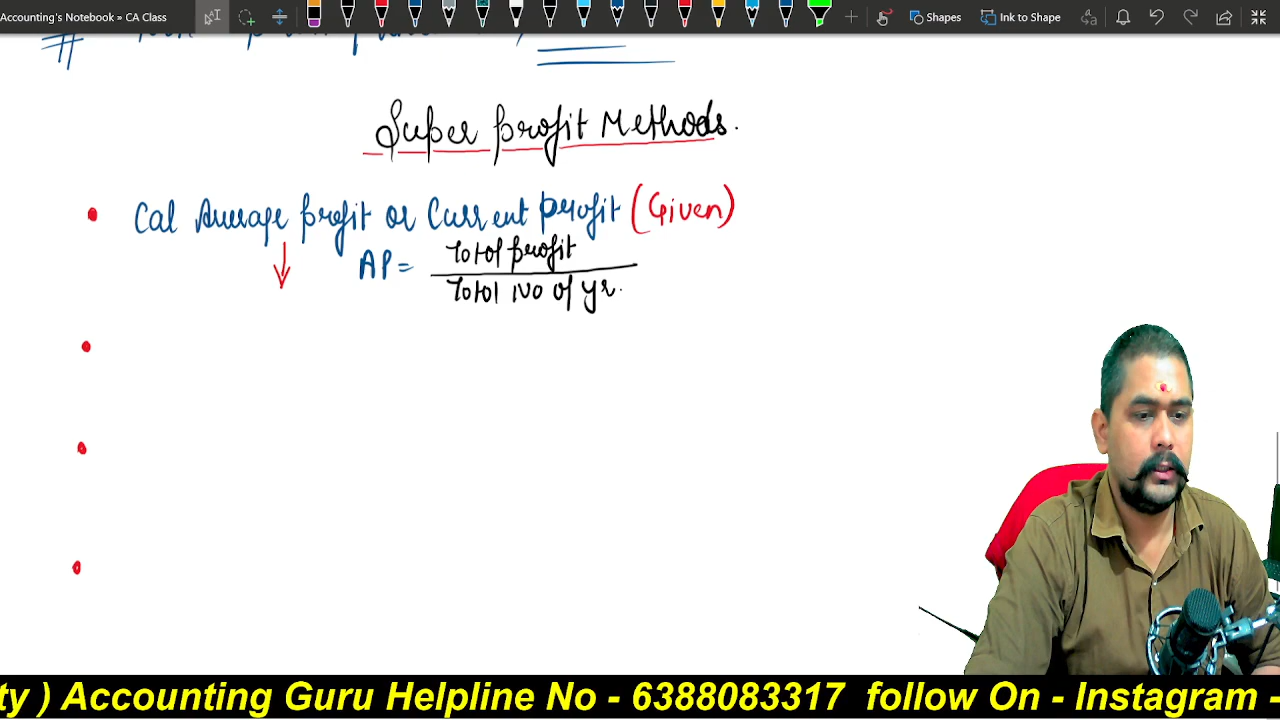 Accounting's Notebook » CA Class
Shapes
Ink to Shape
Super profit Methods.
Cal Average profit or Current profit (Given)
AP = Total profit
Total No of yr.
ty ) Accounting Guru Helpline No - 6388083317 follow On - Instagram -